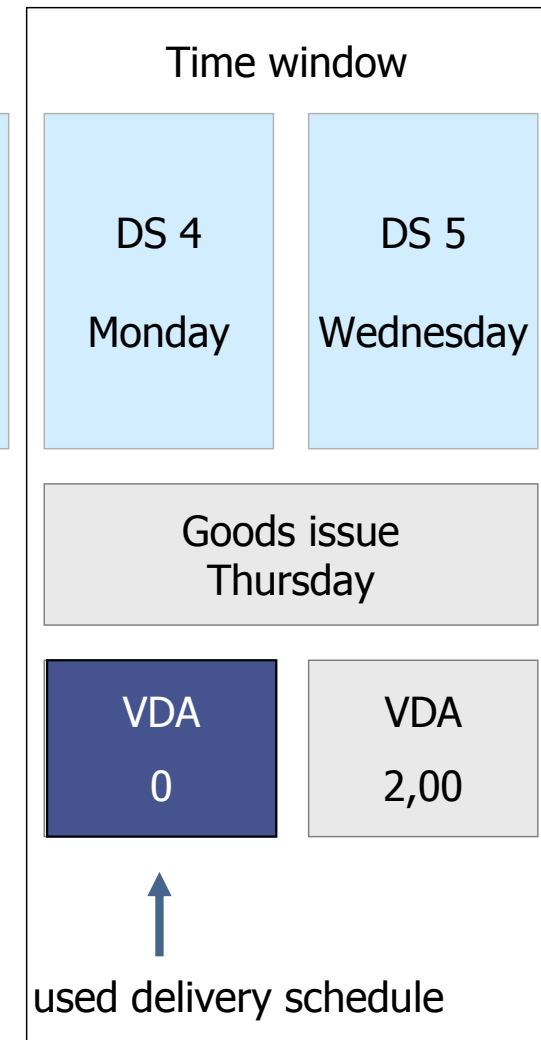 Time window
DS 4
Monday
DS 5
Wednesday
Goods issue
Thursday
VDA
0
VDA
2,00
used delivery schedule